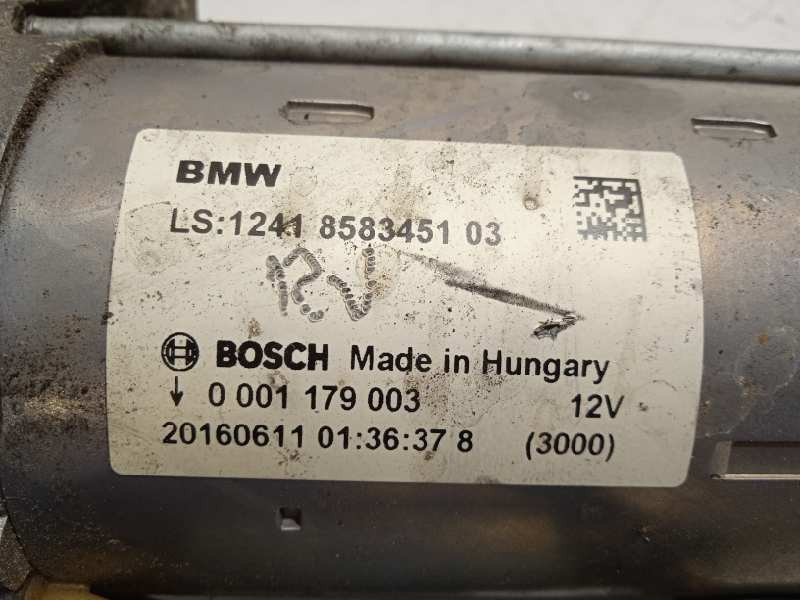 BMW
LS:1241 8583451 03
12V
BOSCH Made in Hungary
↓ 0 001 179 003 12V
20160611 01:36:37 8 (3000)